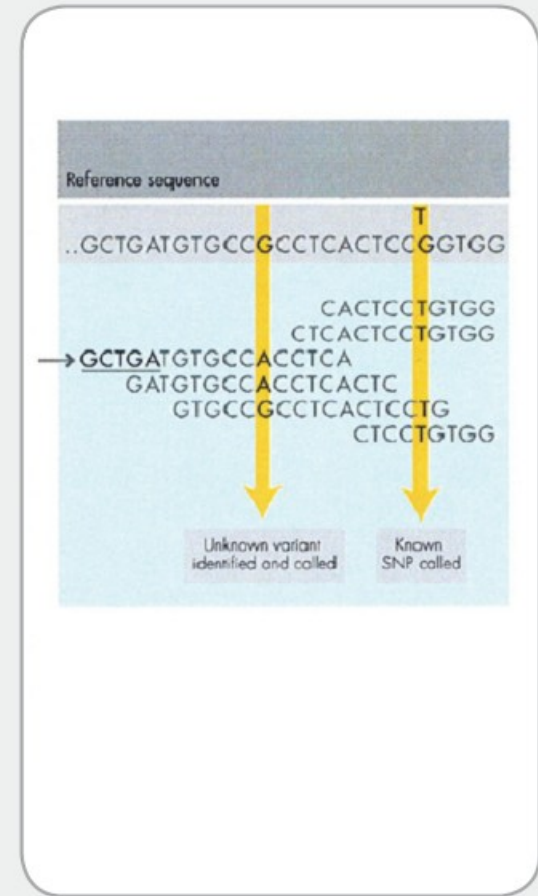 Reference sequence
T
..GCTGATGTGCCGCCTCACTCCGGTGG
CACTCCTGTGG
CTCACTCCTGTGG
GCTGATGTGCCACCTCA
GATGTGCCACCTCACTC
GTGCCGCCTCACTCCTG
CTCCTGTGG
Unknown variant
identified and called
Known
SNP called